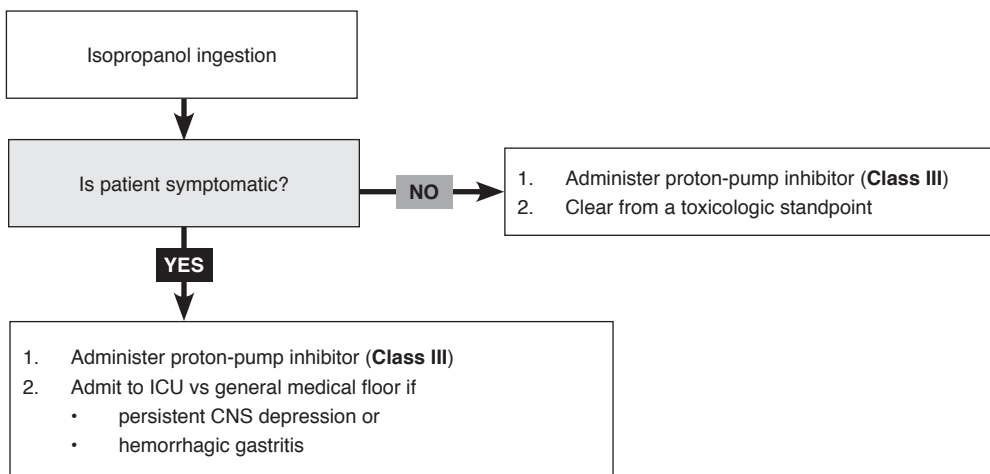 Isopropanol ingestion
Is patient symptomatic?
NO
1. Administer proton-pump inhibitor (Class III)
2. Clear from a toxicologic standpoint
YES
1. Administer proton-pump inhibitor (Class III)
2. Admit to ICU vs general medical floor if
• persistent CNS depression or
• hemorrhagic gastritis